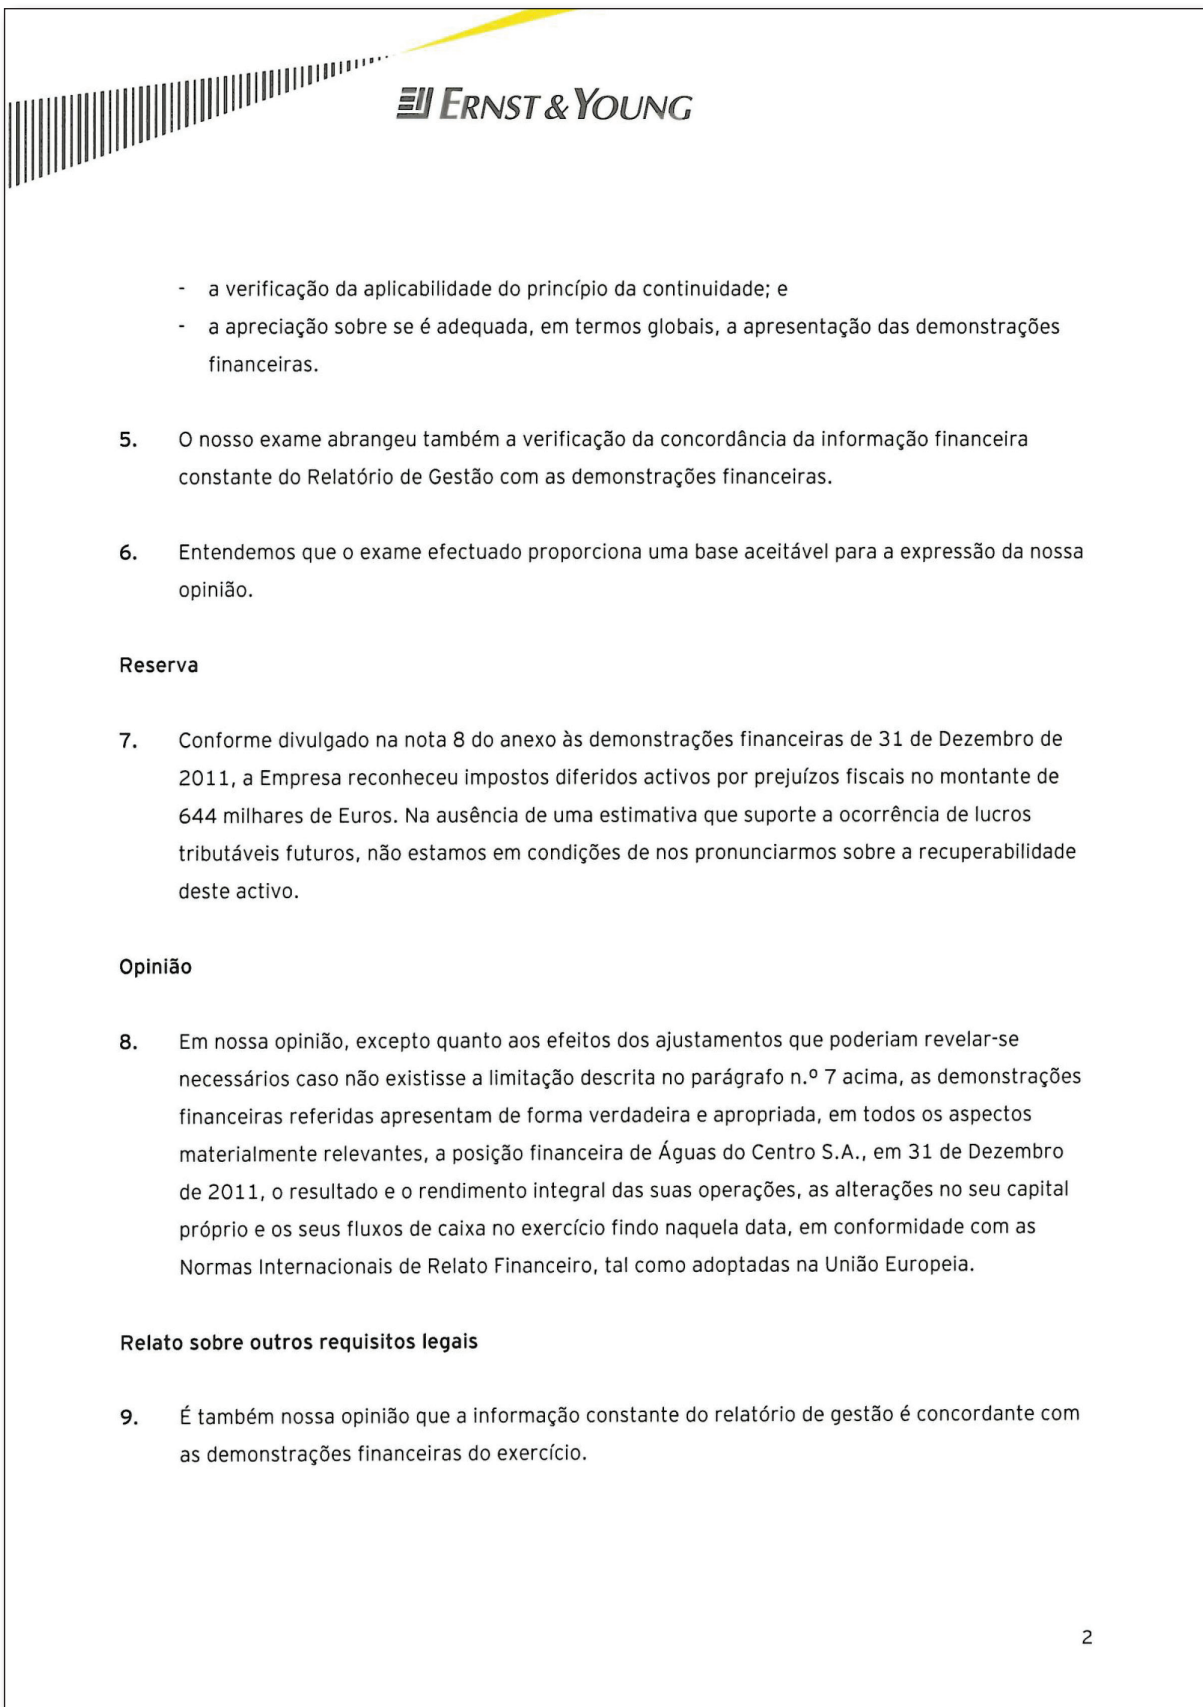 ERNST & YOUNG
- a verificação da aplicabilidade do princípio da continuidade; e
- a apreciação sobre se é adequada, em termos globais, a apresentação das demonstrações
financeiras.
5. O nosso exame abrangeu também a verificação da concordância da informação financeira
constante do Relatório de Gestão com as demonstrações financeiras.
6. Entendemos que o exame efectuado proporciona uma base aceitável para a expressão da nossa
opinião.
Reserva
7. Conforme divulgado na nota 8 do anexo às demonstrações financeiras de 31 de Dezembro de
2011, a Empresa reconheceu impostos diferidos activos por prejuízos fiscais no montante de
644 milhares de Euros. Na ausência de uma estimativa que suporte a ocorrência de lucros
tributáveis futuros, não estamos em condições de nos pronunciarmos sobre a recuperabilidade
deste activo.
Opinião
8. Em nossa opinião, excepto quanto aos efeitos dos ajustamentos que poderiam revelar-se
necessários caso não existisse a limitação descrita no parágrafo n.º 7 acima, as demonstrações
financeiras referidas apresentam de forma verdadeira e apropriada, em todos os aspectos
materialmente relevantes, a posição financeira de Águas do Centro S.A., em 31 de Dezembro
de 2011, o resultado e o rendimento integral das suas operações, as alterações no seu capital
próprio e os seus fluxos de caixa no exercício findo naquela data, em conformidade com as
Normas Internacionais de Relato Financeiro, tal como adoptadas na União Europeia.
Relato sobre outros requisitos legais
9. É também nossa opinião que a informação constante do relatório de gestão é concordante com
as demonstrações financeiras do exercício.
2